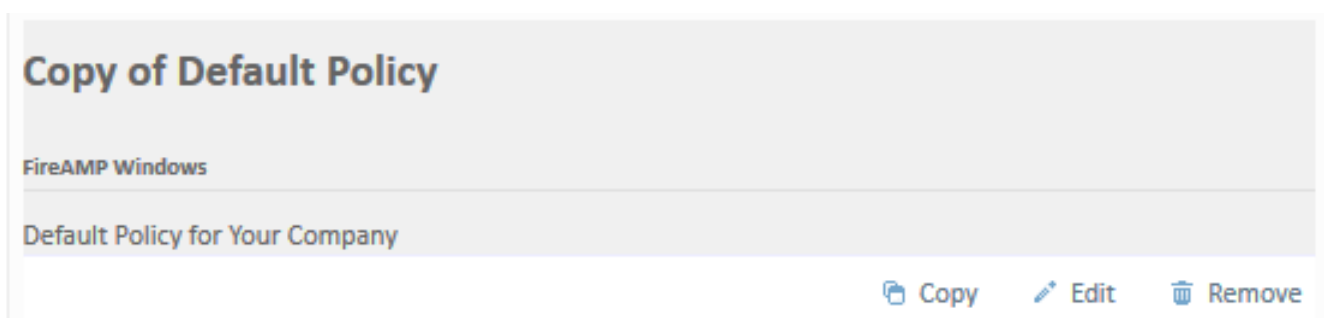 Copy of Default Policy
FireAMP Windows
Default Policy for Your Company
Copy Edit Remove